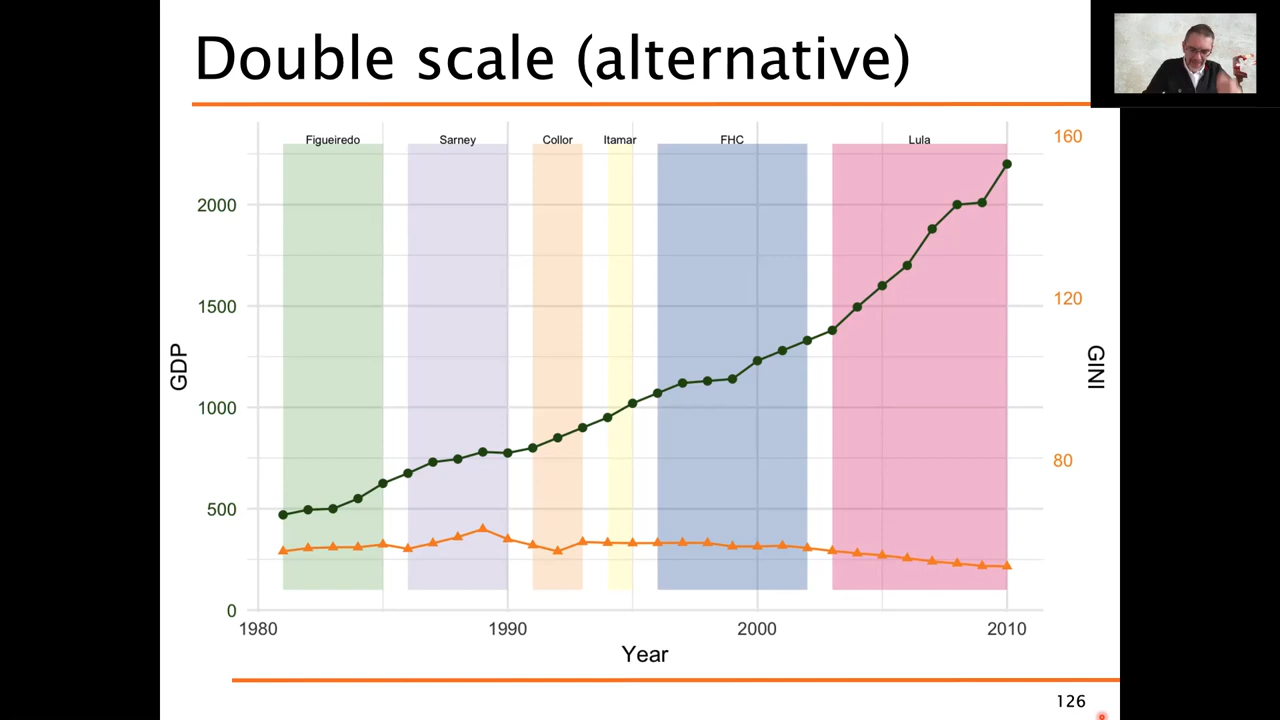 Double scale (alternative)
Figueiredo Sarney Collor Itamar FHC Lula
160
2000
1500
120
GDP
GINI
1000
80
500
0
1980 1990 2000 2010
Year
126